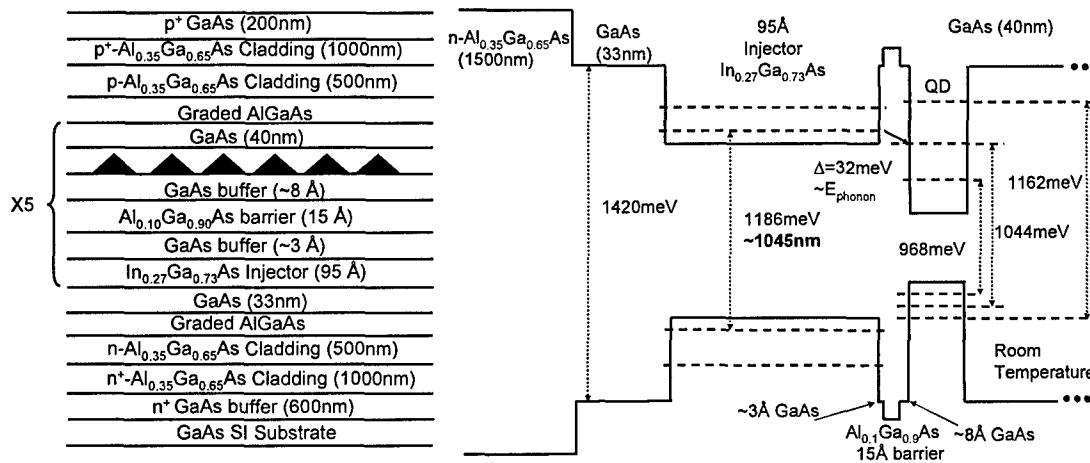 p⁺ GaAs (200nm)
p⁺-Al₀.₃₅Ga₀.₆₅As Cladding (1000nm)
p-Al₀.₃₅Ga₀.₆₅As Cladding (500nm)
Graded AlGaAs
GaAs (40nm)
X5
GaAs buffer (~8 Å)
Al₀.₁₀Ga₀.₉₀As barrier (15 Å)
GaAs buffer (~3 Å)
In₀.₂₇Ga₀.₇₃As Injector (95 Å)
GaAs (33nm)
Graded AlGaAs
n-Al₀.₃₅Ga₀.₆₅As Cladding (500nm)
n⁺-Al₀.₃₅Ga₀.₆₅As Cladding (1000nm)
n⁺ GaAs buffer (600nm)
GaAs SI Substrate
n-Al₀.₃₅Ga₀.₆₅As
(1500nm)
GaAs
(33nm)
95Å
Injector
In₀.₂₇Ga₀.₇₃As
GaAs (40nm)
QD
Δ=32meV
~Eₚₕₒₙₒₙ
1420meV
1186meV
~1045nm
968meV
1162meV
1044meV
Room
Temperature
~3Å GaAs
Al₀.₁Ga₀.₉As
15Å barrier
~8Å GaAs